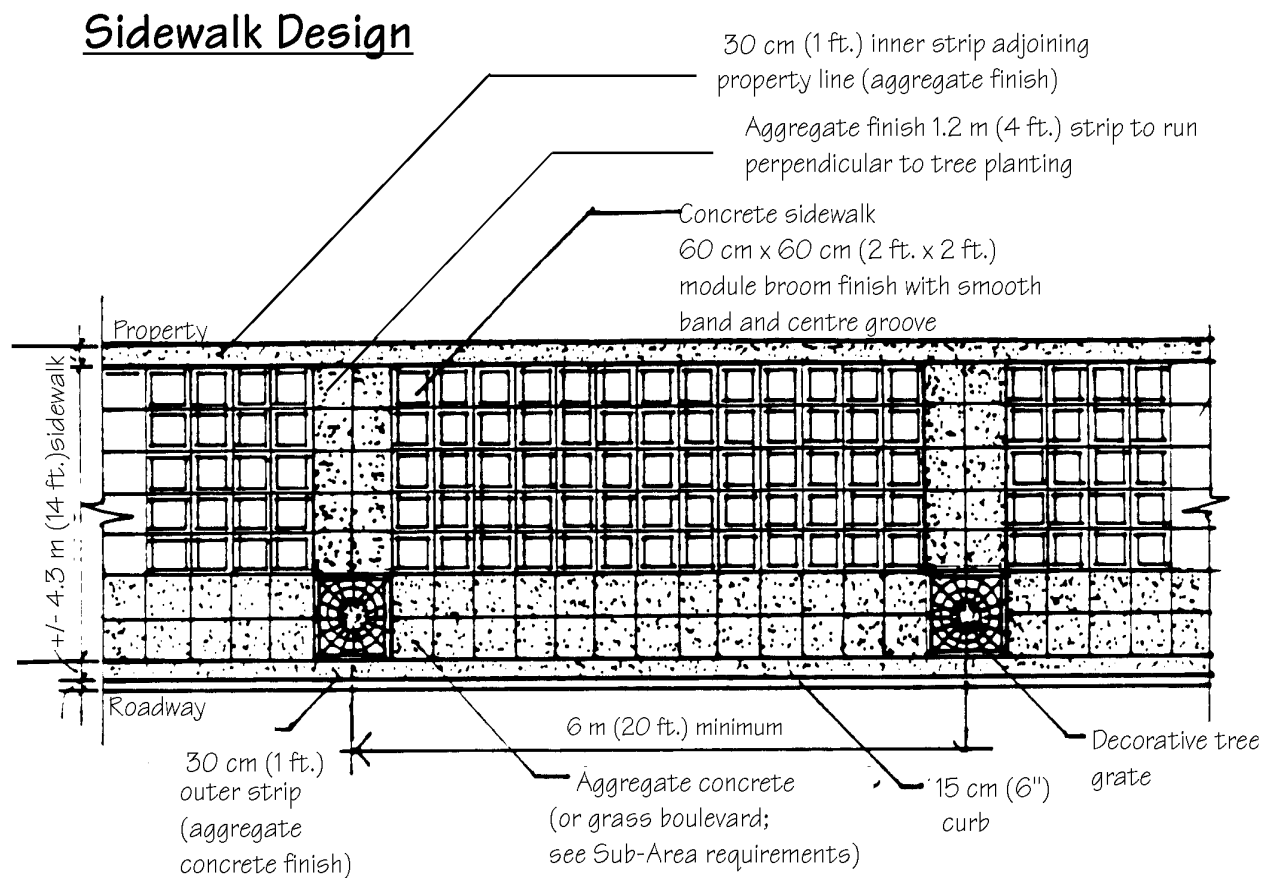 Sidewalk Design
30 cm (1 ft.) inner strip adjoining
property line (aggregate finish)
Aggregate finish 1.2 m (4 ft.) strip to run
perpendicular to tree planting
Concrete sidewalk
60 cm x 60 cm (2 ft. x 2 ft.)
module broom finish with smooth
band and centre groove
Property
+/- 4.3 m (14 ft.) sidewalk
Roadway
6 m (20 ft.) minimum
30 cm (1 ft.)
outer strip
(aggregate
concrete finish)
Aggregate concrete
(or grass boulevard;
see Sub-Area requirements)
15 cm (6")
curb
Decorative tree
grate